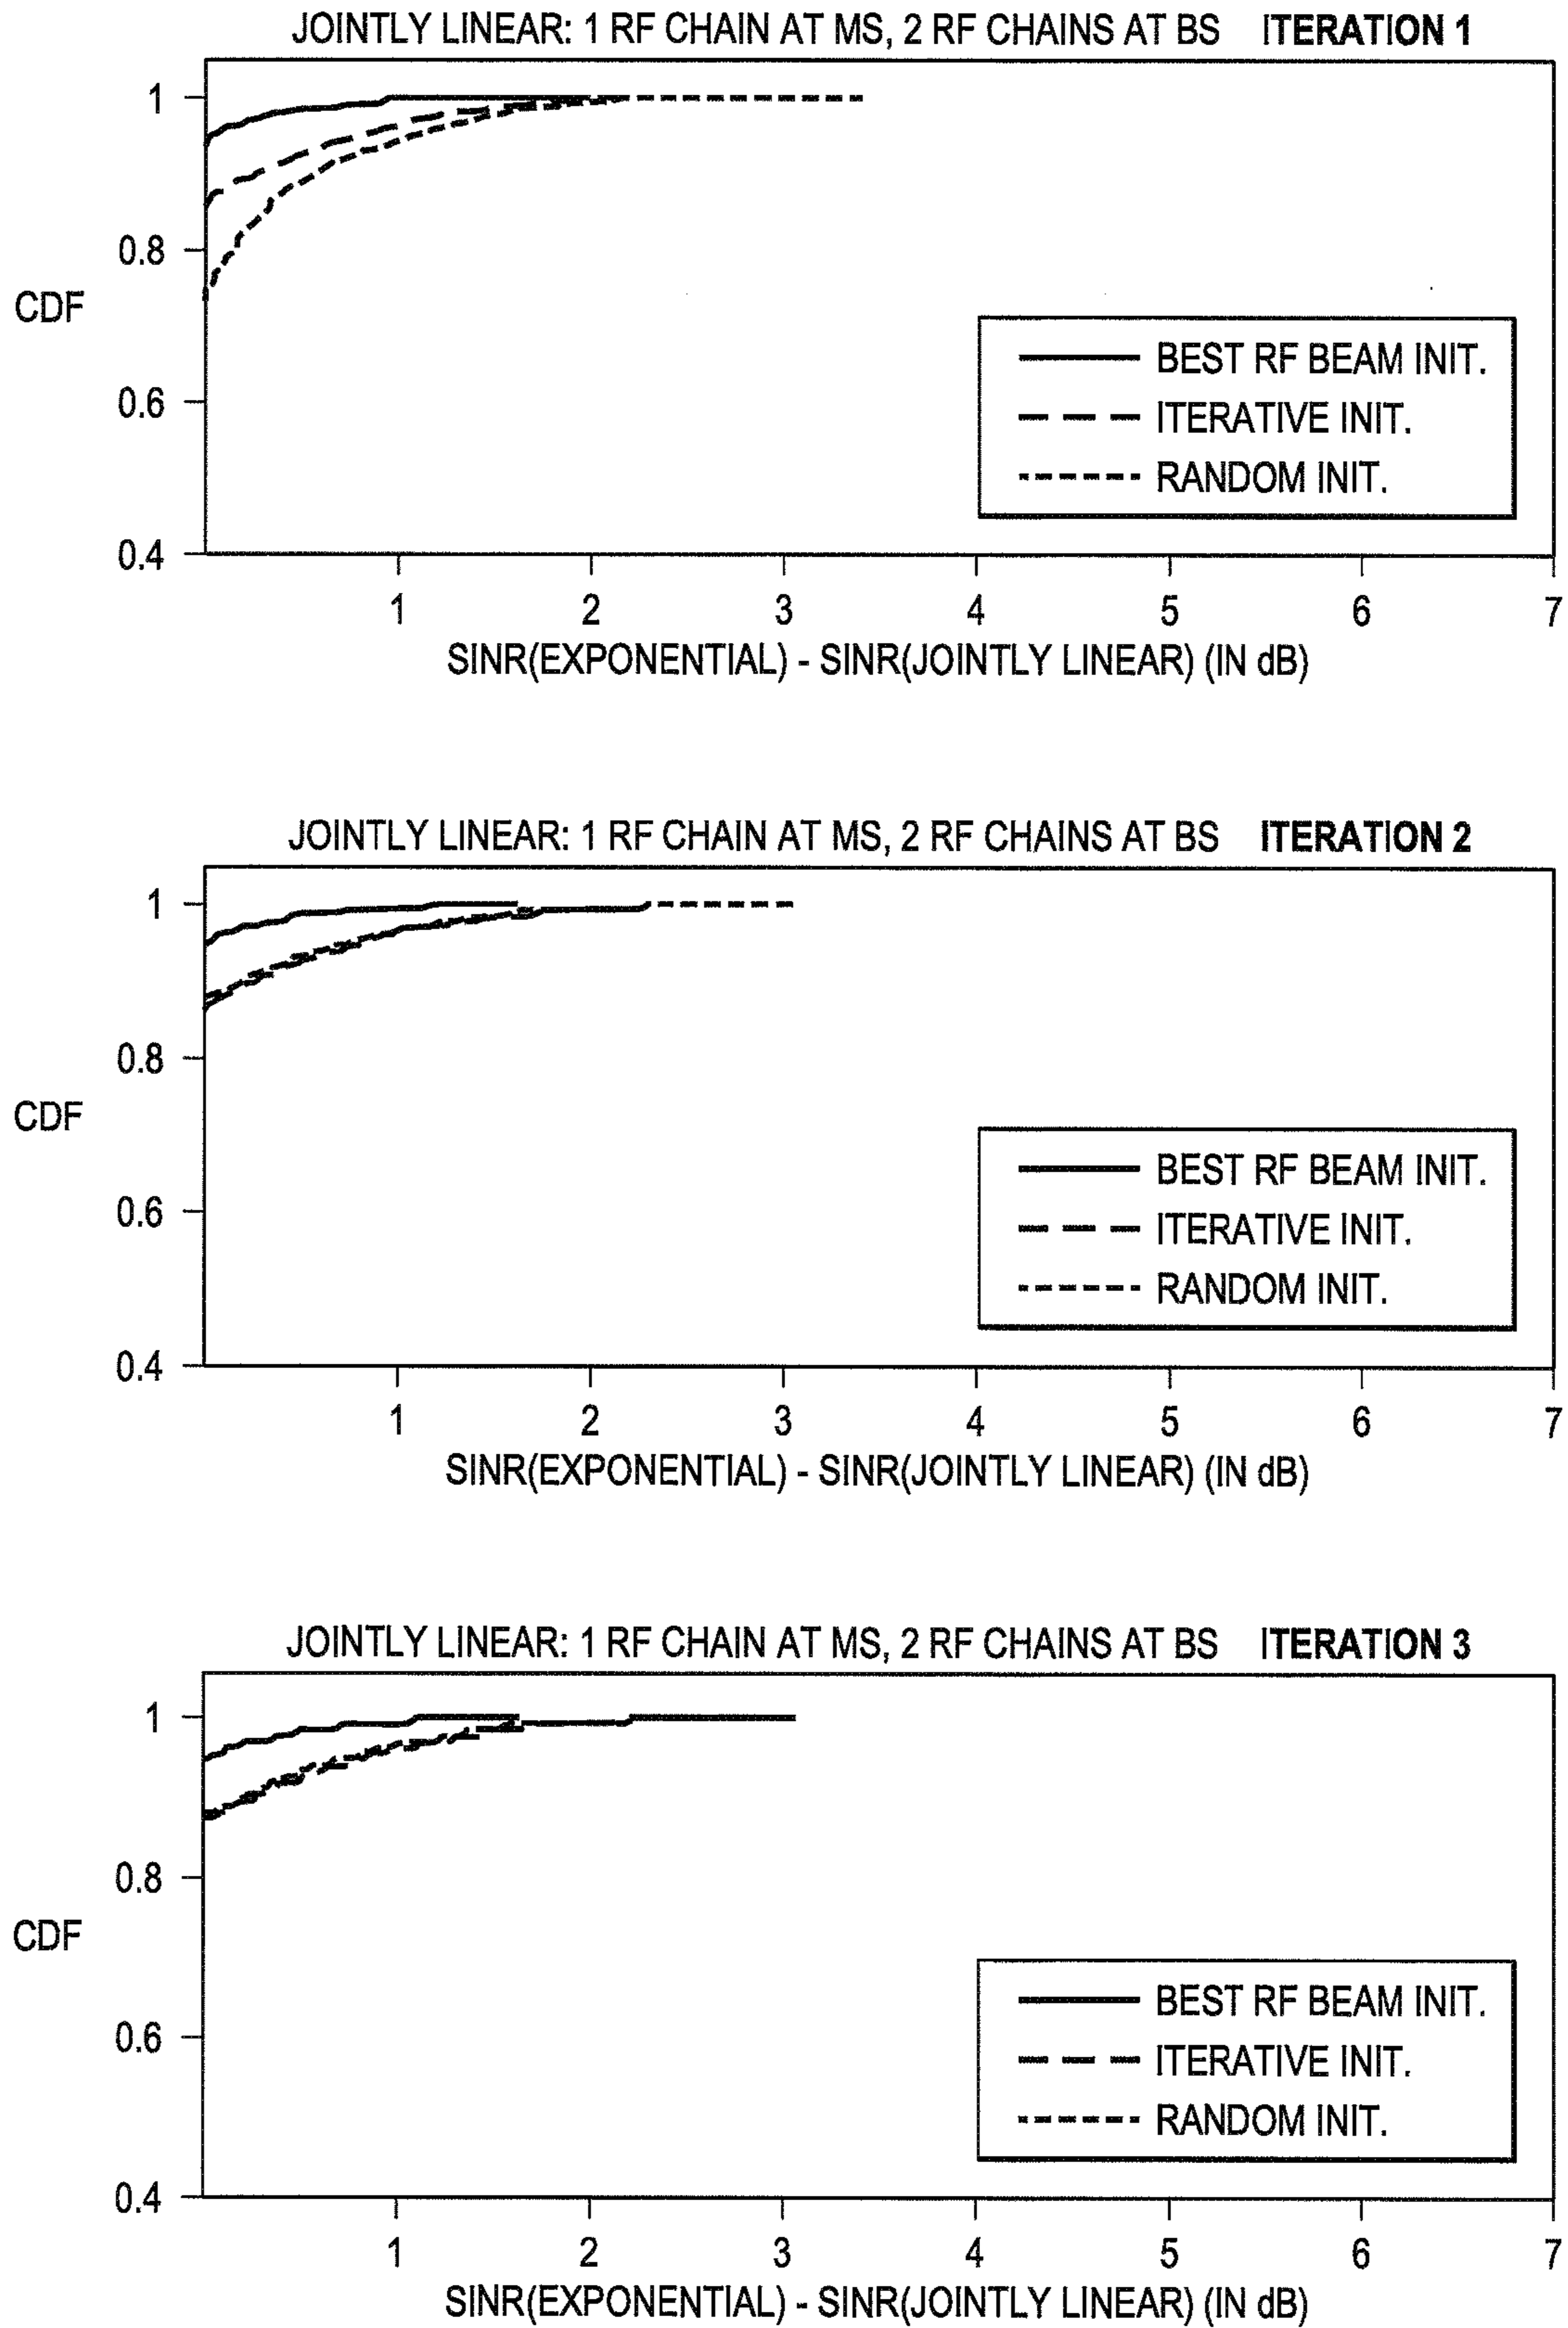 JOINTLY LINEAR: 1 RF CHAIN AT MS, 2 RF CHAINS AT BS ITERATION 1
1
0.8
CDF
0.6
0.4
BEST RF BEAM INIT.
ITERATIVE INIT.
RANDOM INIT.
1 2 3 4 5 6 7
SINR(EXPONENTIAL) - SINR(JOINTLY LINEAR) (IN dB)
JOINTLY LINEAR: 1 RF CHAIN AT MS, 2 RF CHAINS AT BS ITERATION 2
1
0.8
CDF
0.6
0.4
BEST RF BEAM INIT.
ITERATIVE INIT.
RANDOM INIT.
1 2 3 4 5 6 7
SINR(EXPONENTIAL) - SINR(JOINTLY LINEAR) (IN dB)
JOINTLY LINEAR: 1 RF CHAIN AT MS, 2 RF CHAINS AT BS ITERATION 3
1
0.8
CDF
0.6
0.4
BEST RF BEAM INIT.
ITERATIVE INIT.
RANDOM INIT.
1 2 3 4 5 6 7
SINR(EXPONENTIAL) - SINR(JOINTLY LINEAR) (IN dB)